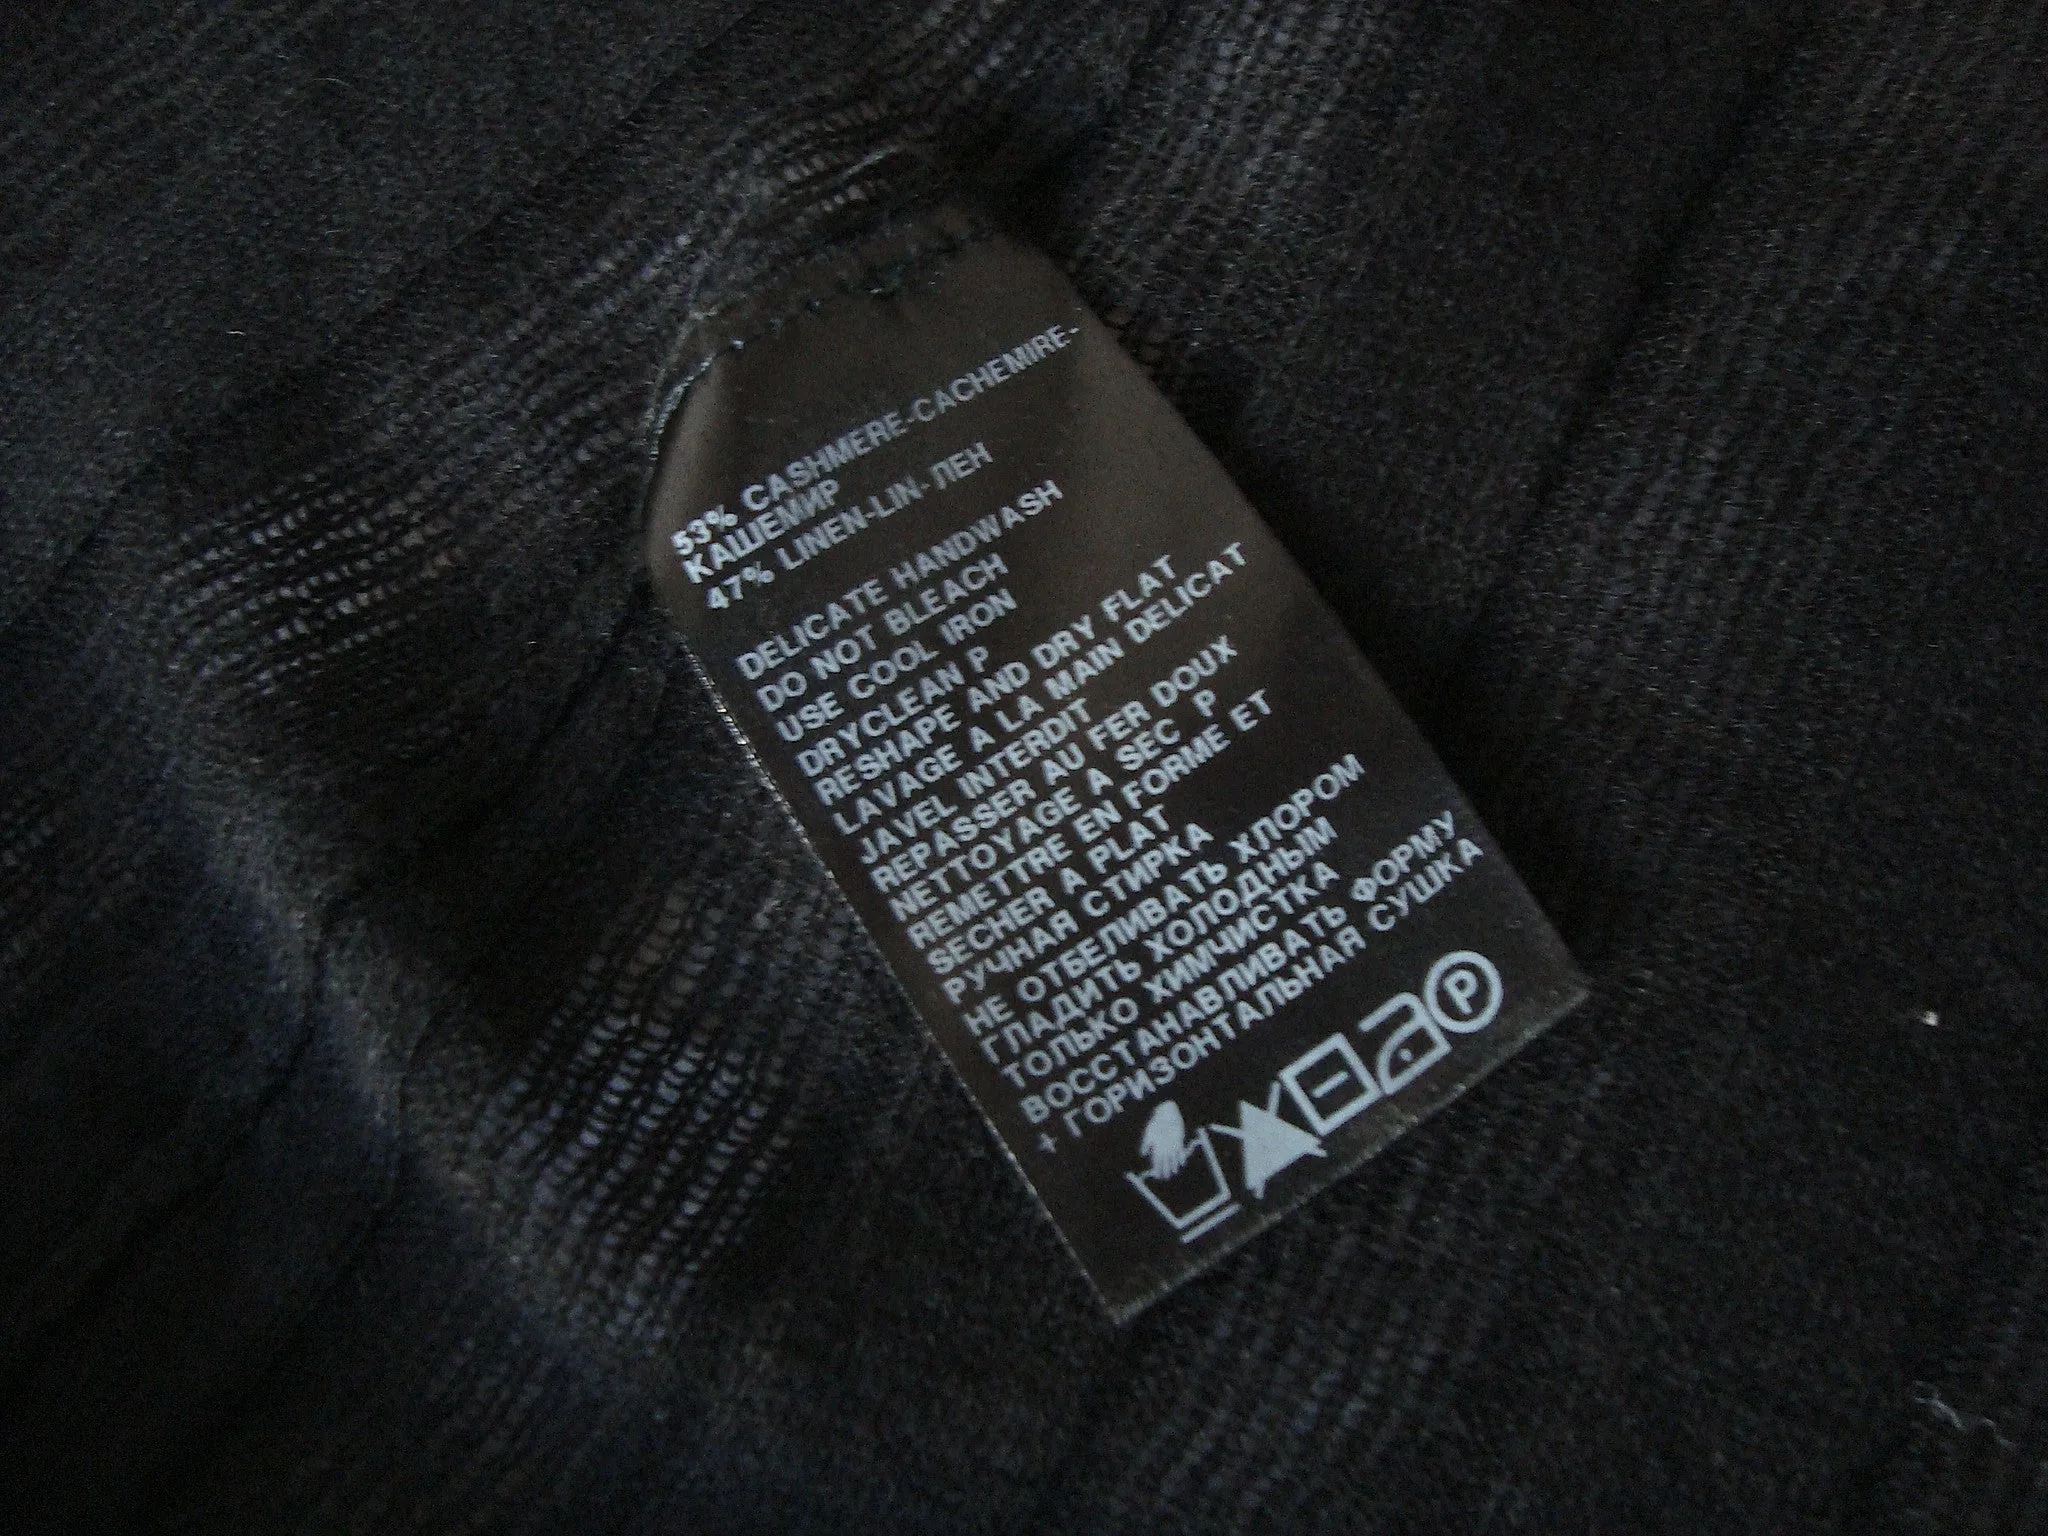 53% CASHMERE-CACHEMIRE-
КАШЕМИР
47% LINEN-LIN- ЛЕН
DELICATE HANDWASH
DO NOT BLEACH
USE COOL IRON
DRYCLEAN P
RESHAPE AND DRY FLAT
LAVAGE A LA MAIN DELICAT
JAVEL INTERDIT
REPASSER AU FER DOUX
NETTOYAGE A SEC P
REMETTRE EN FORME ET
SECHER A PLAT
РУЧНАЯ СТИРКА
НЕ ОТБЕЛИВАТЬ ХЛОРОМ
ГЛАДИТЬ ХОЛОДНЫМ
ТОЛЬКО ХИМЧИСТКА
ВОССТАНАВЛИВАТЬ ФОРМУ
+ ГОРИЗОНТАЛЬНАЯ СУШКА
P